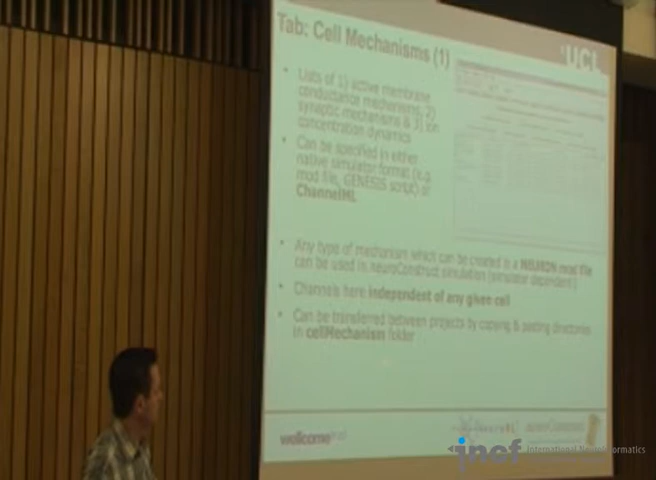 Tab: Cell Mechanisms (1)
UCL
• Lists of 1) active membrane
conductance mechanisms, 2)
synaptic mechanisms & 3) ion
concentration dynamics
• Can be specified in either
native simulator format (e.g.
mod file, GENESIS script) or
ChannelML
• Any type of mechanism which can be created in a NEURON mod file
can be used in neuroConstruct simulation (simulator dependent)
• Channels here independent of any given cell
• Can be transferred between projects by copying & pasting directories
in cellMechanism folder
wellcome
incf International Neuroinformatics